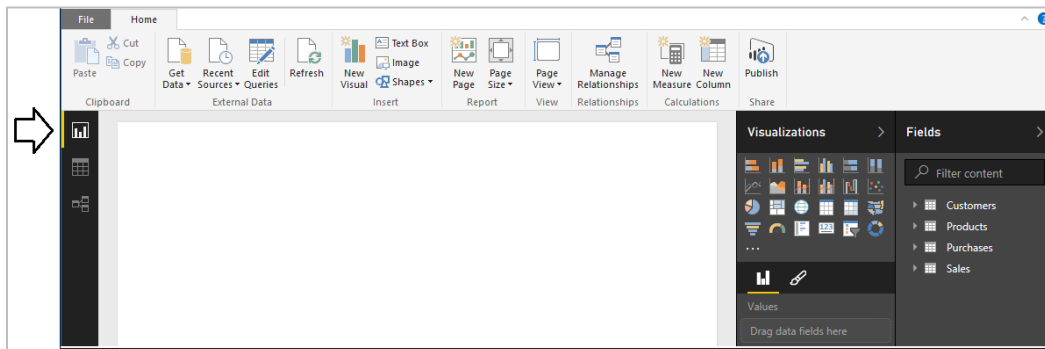 File Home
Cut
Copy
Paste
Get Data
Recent Sources
Edit Queries
Refresh
New Visual
Text Box
Image
Shapes
New Page
Page Size
Page View
Manage Relationships
New Measure
New Column
Publish
Clipboard External Data Insert Report View Relationships Calculations Share
Visualizations
Fields
Filter content
Customers
Products
Purchases
Sales
123
...
Values
Drag data fields here